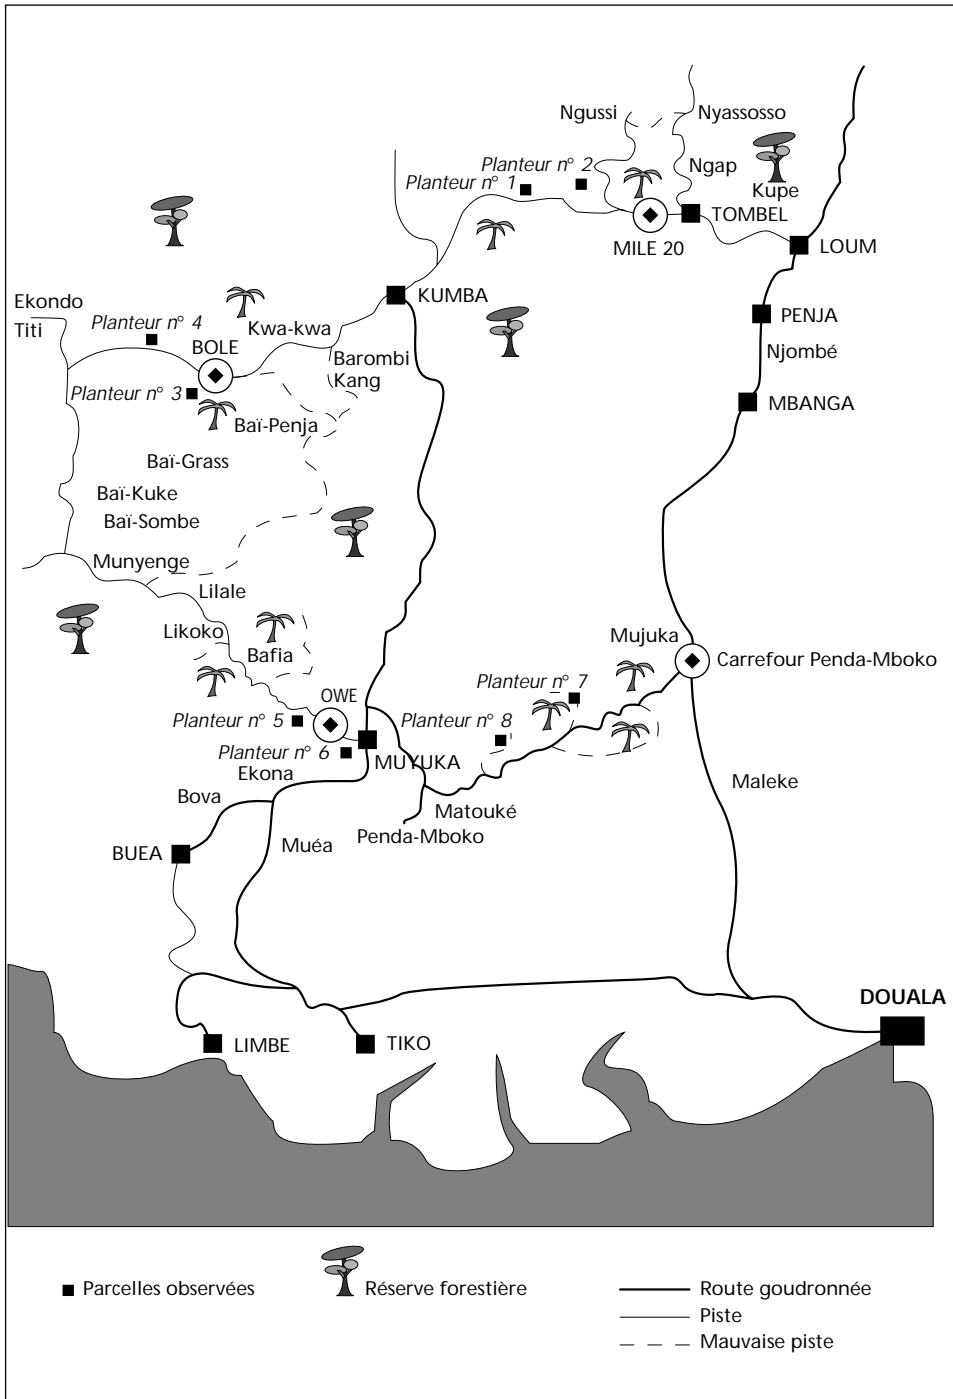 Ngussi
Nyassosso
Planteur n° 2
Ngap
Planteur n° 1
Kupe
TOMBEL
MILE 20
LOUM
Ekondo
Titi
KUMBA
PENJA
Planteur n° 4
Kwa-kwa
BOLE
Njombé
Barombi
Kang
Planteur n° 3
MBANGA
Baï-Penja
Baï-Grass
Baï-Kuke
Baï-Sombe
Munyenge
Lilale
Likoko
Mujuka
Bafia
Carrefour Penda-Mboko
Planteur n° 7
OWE
Planteur n° 5
Planteur n° 8
Planteur n° 6
MUYUKA
Ekona
Maleke
Bova
Matouké
Penda-Mboko
Muéa
BUEA
DOUALA
LIMBE
TIKO
Parcelles observées
Réserve forestière
Route goudronnée
Piste
Mauvaise piste